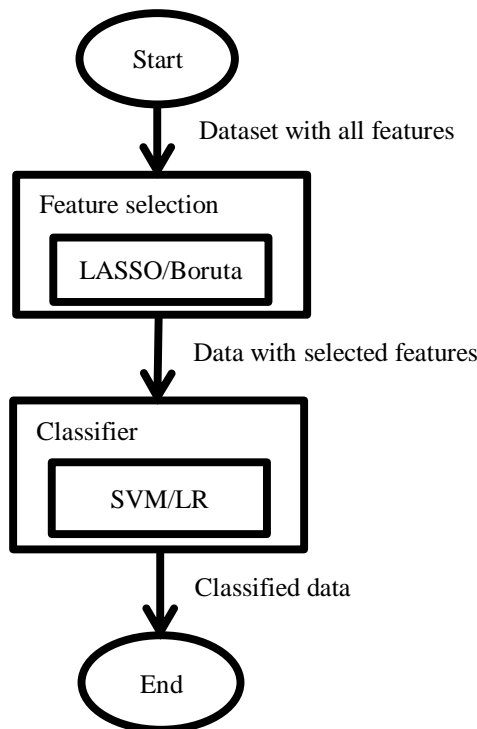 Start
Dataset with all features
Feature selection
LASSO/Boruta
Data with selected features
Classifier
SVM/LR
Classified data
End